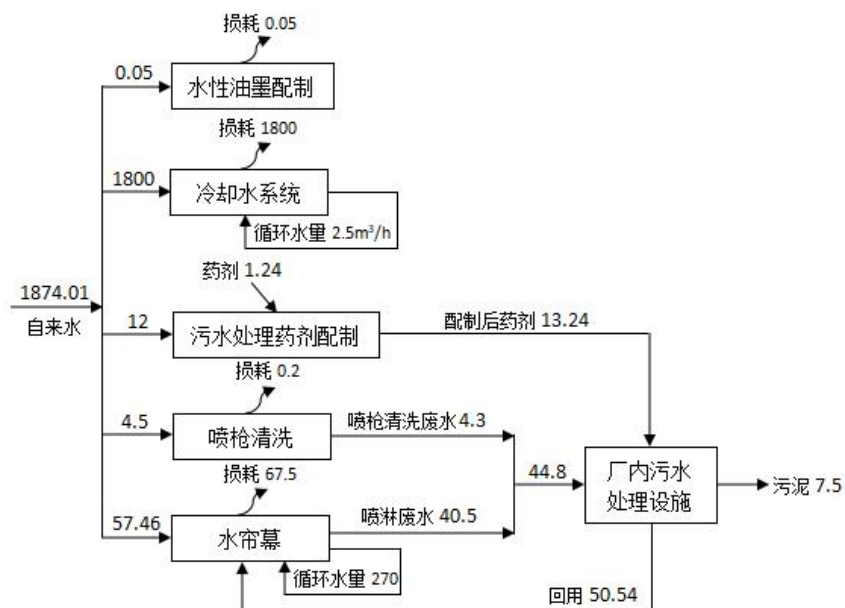 损耗 0.05
0.05
水性油墨配制
损耗 1800
1800
冷却水系统
循环水量 2.5m³/h
药剂 1.24
1874.01
自来水
12
污水处理药剂配制
配制后药剂 13.24
损耗 0.2
4.5
喷枪清洗
喷枪清洗废水 4.3
损耗 67.5
44.8
厂内污水
处理设施
污泥 7.5
57.46
水帘幕
喷淋废水 40.5
循环水量 270
回用 50.54